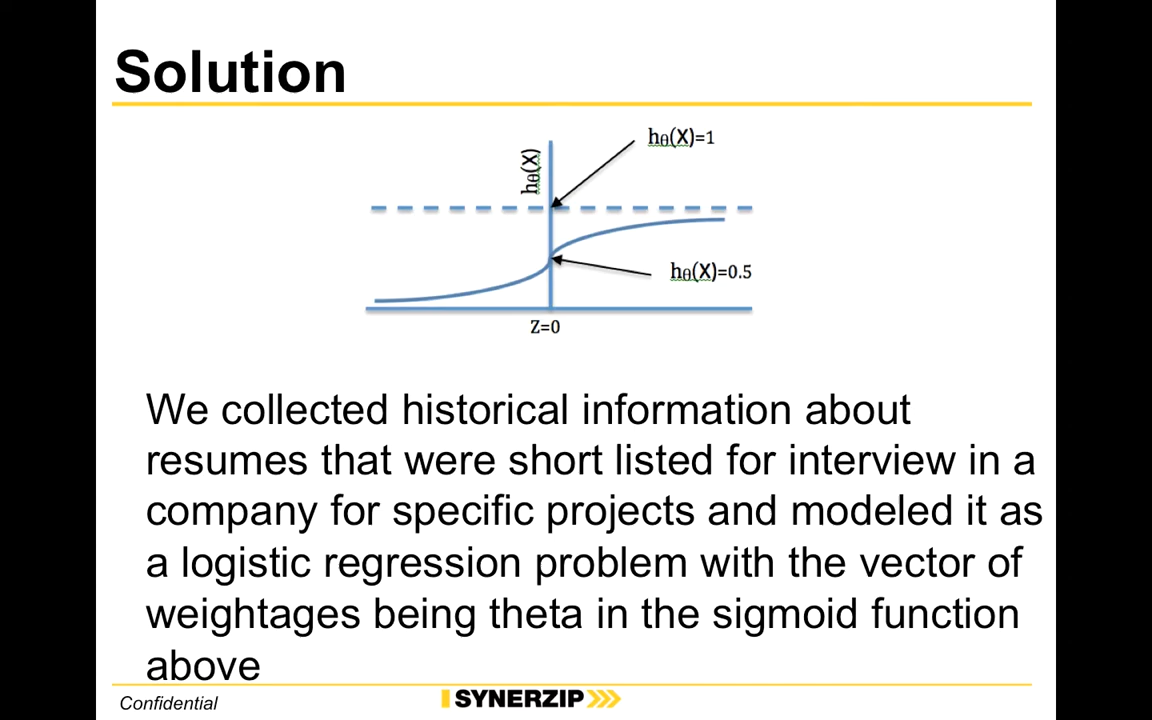 Solution
hθ(X)=1
hθ(X)
hθ(X)=0.5
Z=0
We collected historical information about
resumes that were short listed for interview in a
company for specific projects and modeled it as
a logistic regression problem with the vector of
weightages being theta in the sigmoid function
above
Confidential
SYNERZIP